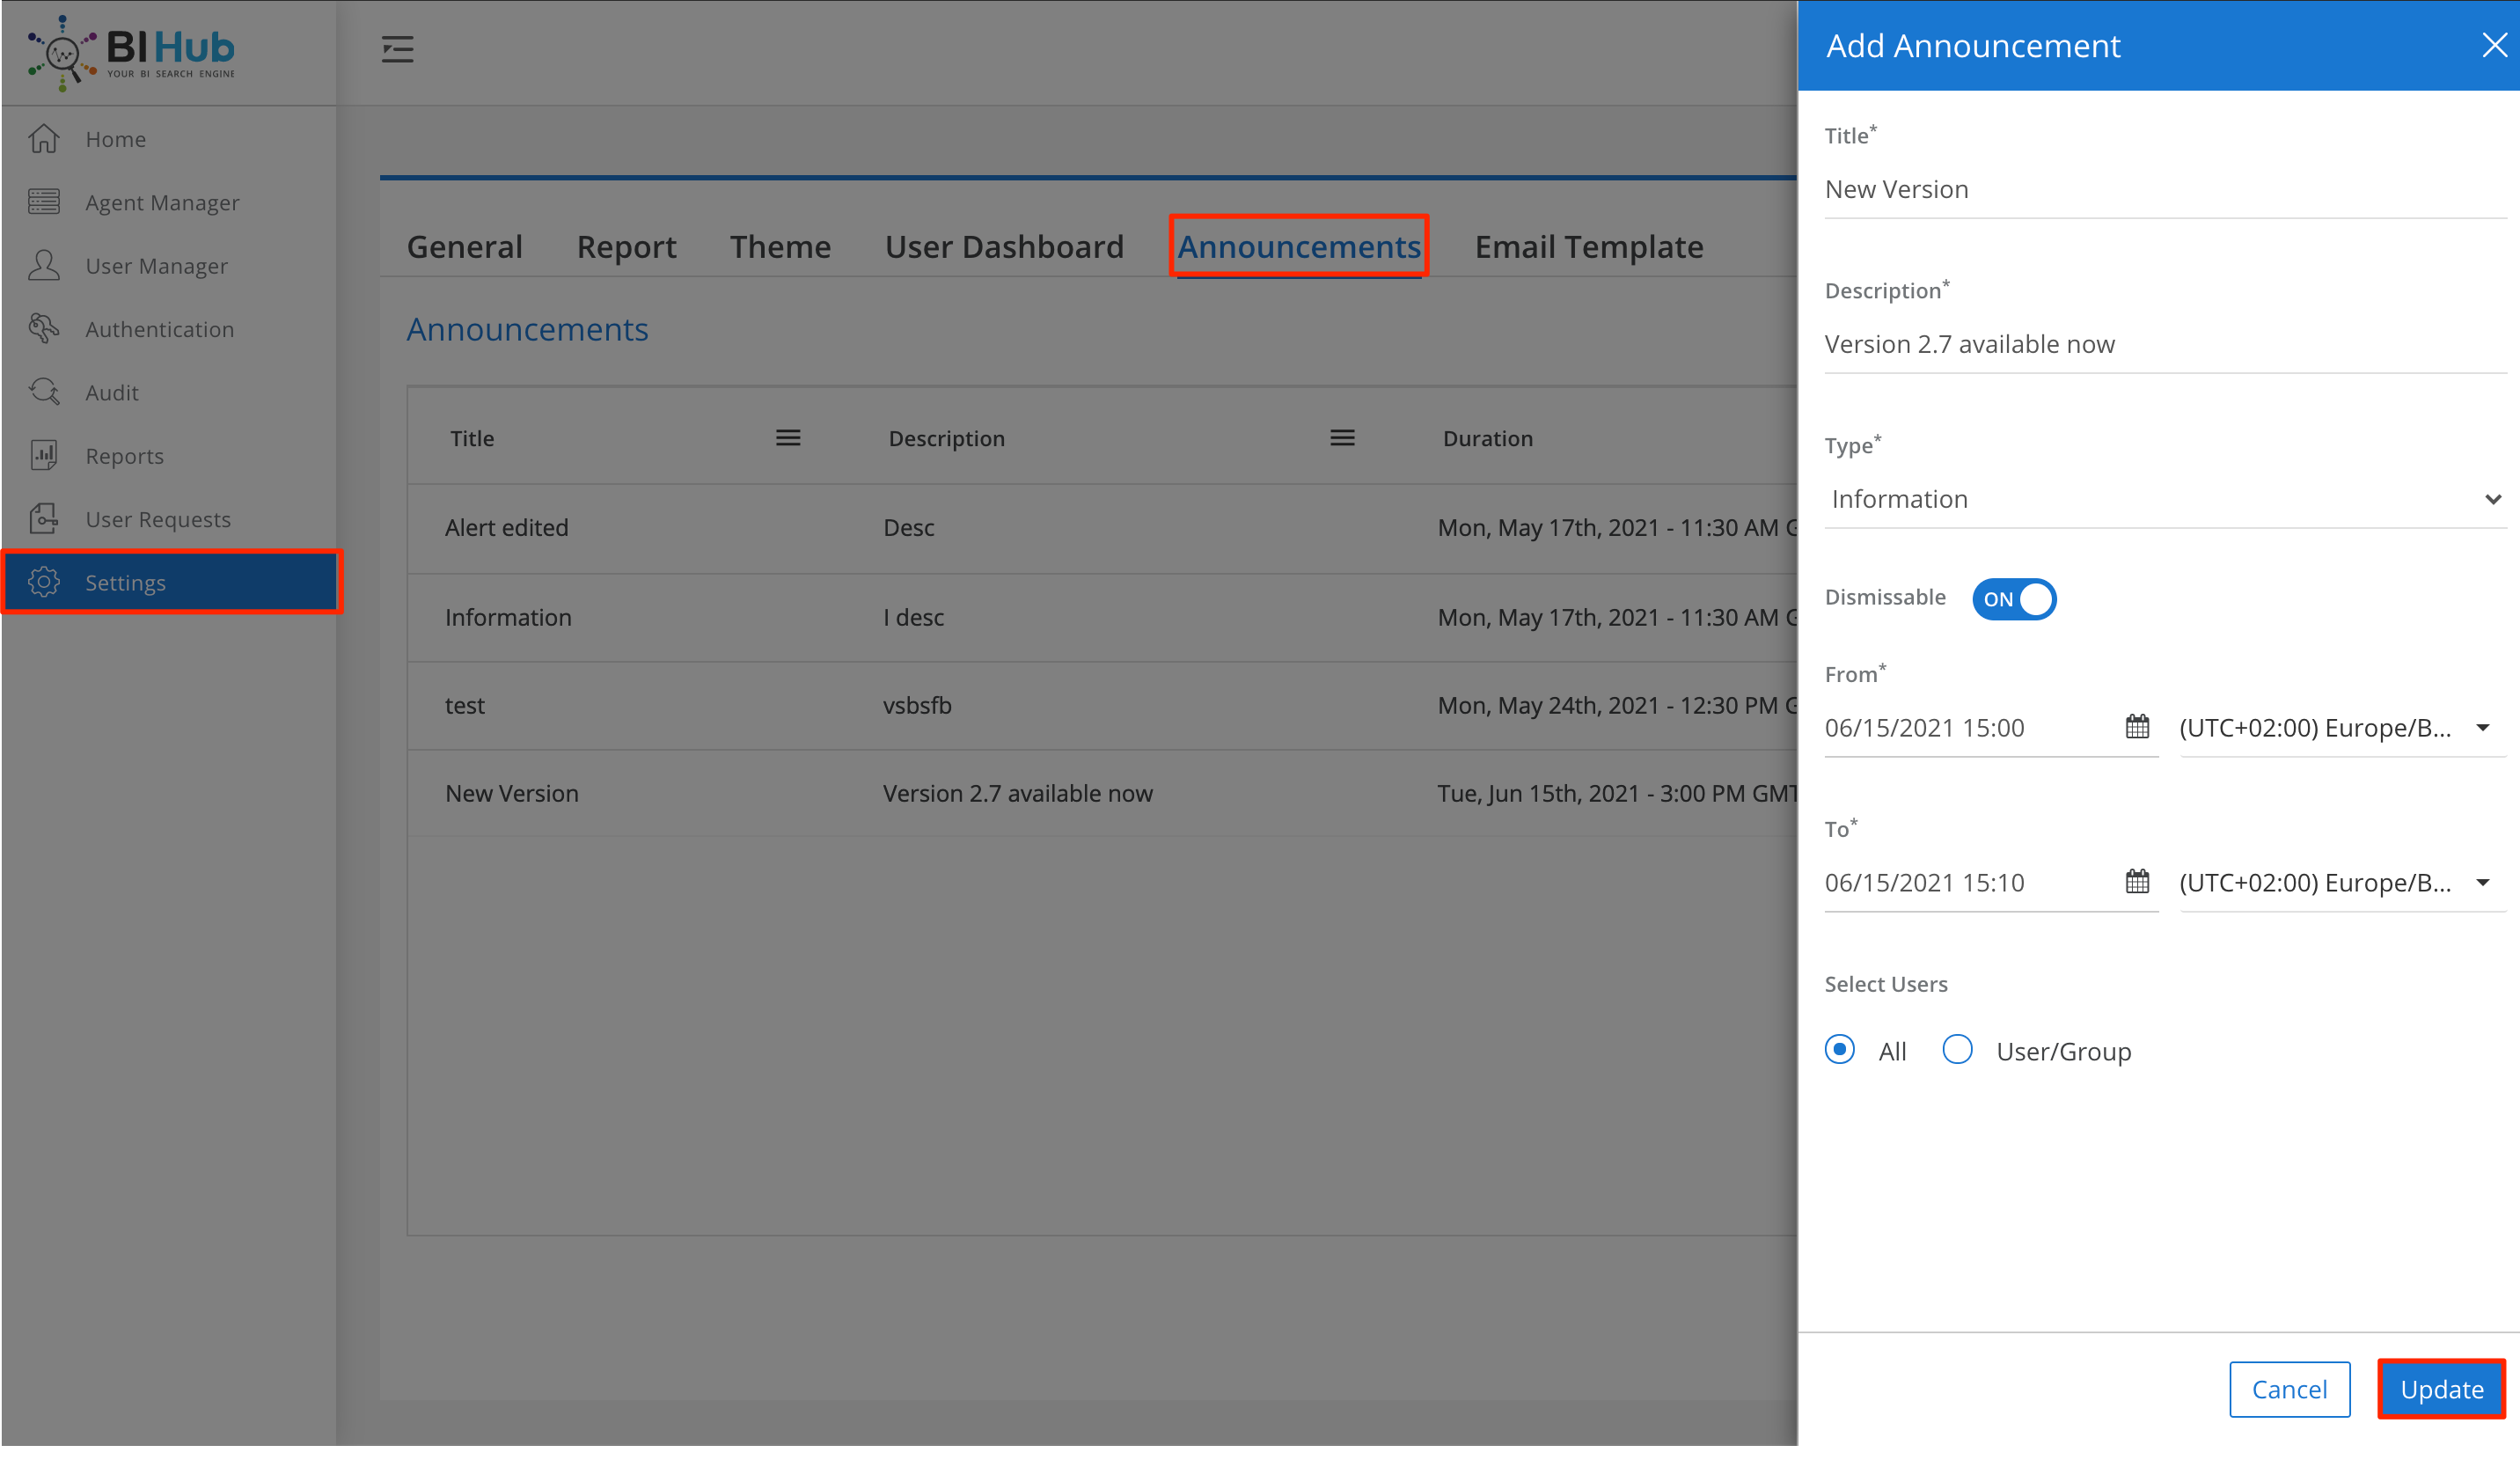 BI Hub
YOUR BI SEARCH ENGINE
Home
Agent Manager
User Manager
Authentication
Audit
Reports
User Requests
Settings
General Report Theme User Dashboard Announcements Email Template
Announcements
Title Description Duration
Alert edited Desc Mon, May 17th, 2021 - 11:30 AM
Information I desc Mon, May 17th, 2021 - 11:30 AM
test vsbsfb Mon, May 24th, 2021 - 12:30 PM
New Version Version 2.7 available now Tue, Jun 15th, 2021 - 3:00 PM GMT
Add Announcement
Title*
New Version
Description*
Version 2.7 available now
Type*
Information
Dismissable ON
From*
06/15/2021 15:00 (UTC+02:00) Europe/B...
To*
06/15/2021 15:10 (UTC+02:00) Europe/B...
Select Users
All User/Group
Cancel Update